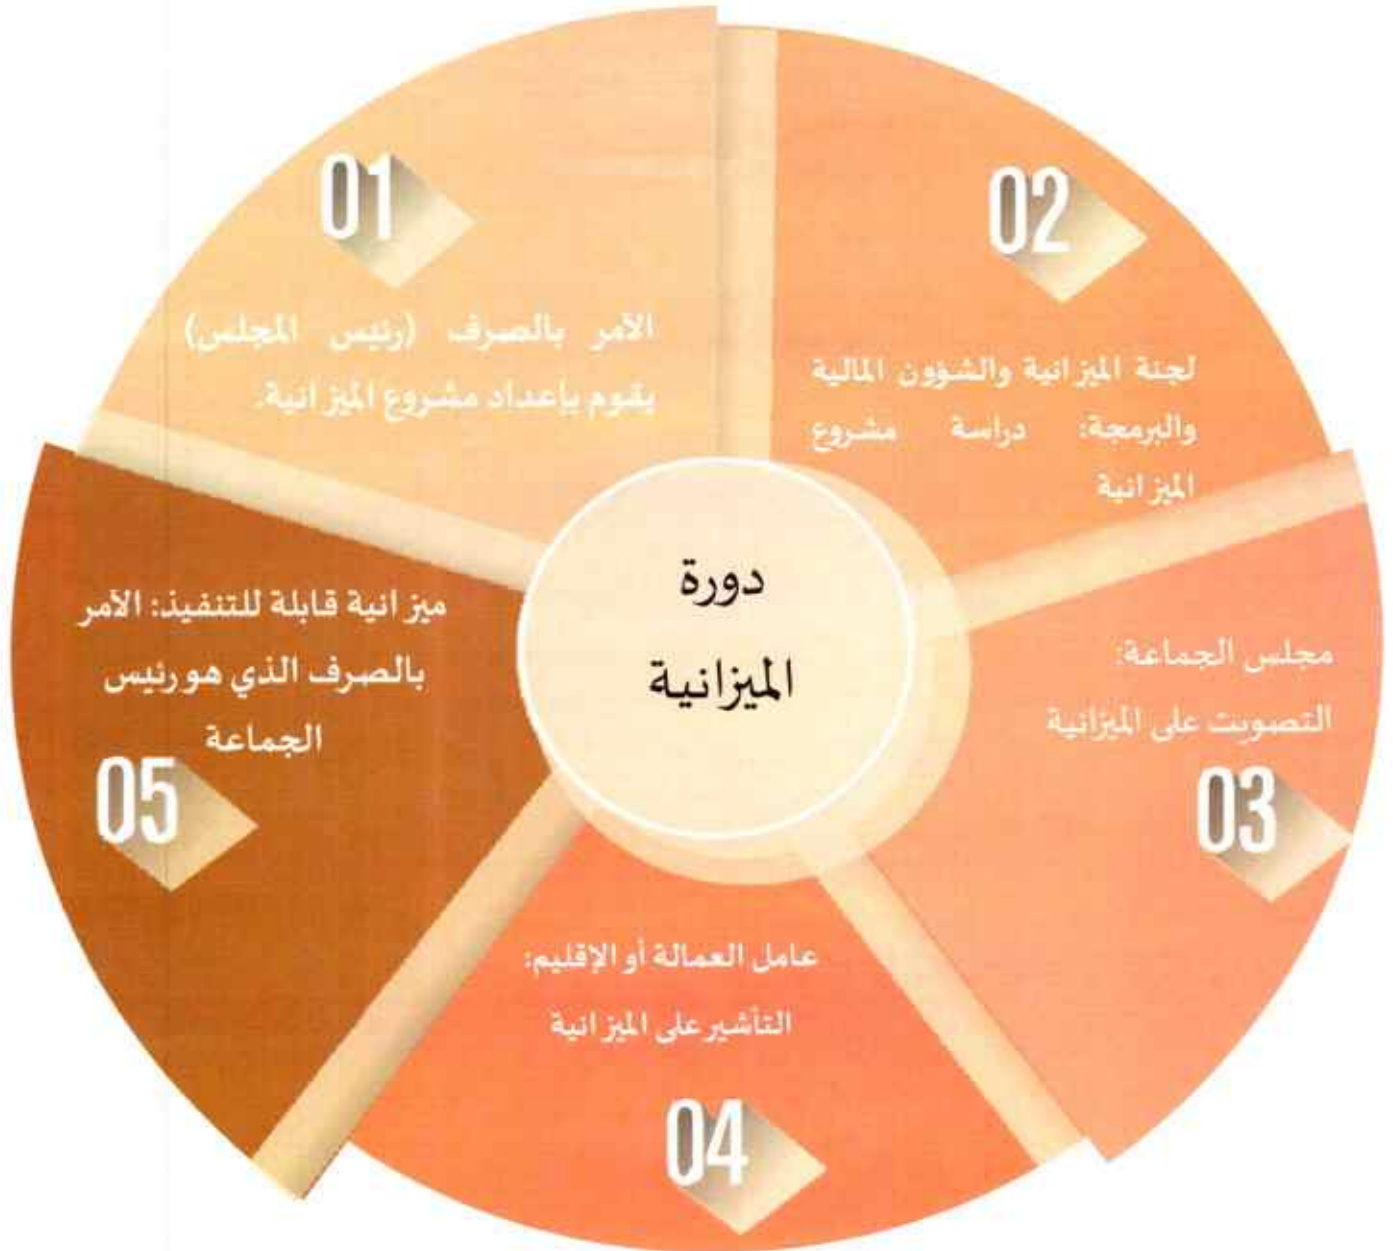 دورة
الميزانية
01
الآمر بالصرف (رئيس المجلس)
يقوم بإعداد مشروع الميزانية.
02
لجنة الميزانية والشؤون المالية
والبرمجة: دراسة مشروع
الميزانية
مجلس الجماعة:
التصويت على الميزانية
03
عامل العمالة أو الإقليم:
التأشير على الميزانية
04
ميزانية قابلة للتنفيذ: الآمر
بالصرف الذي هو رئيس
الجماعة
05